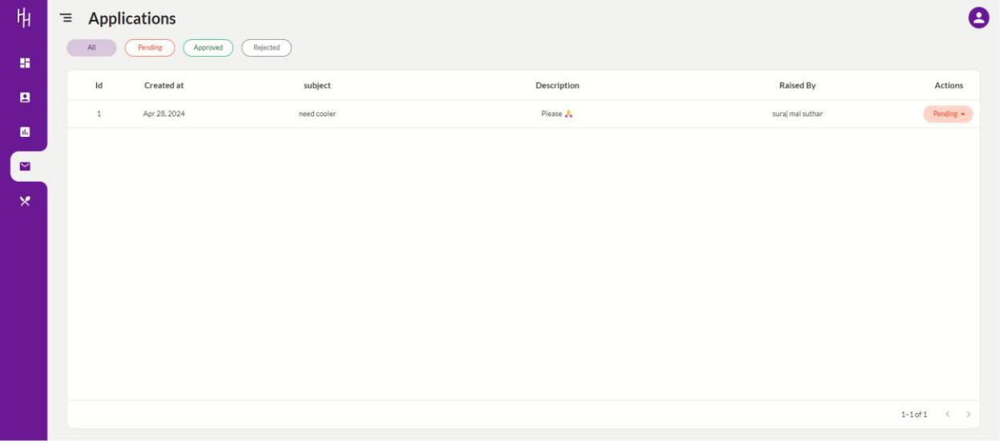 HH
Applications
All Pending Approved Rejected
Id Created at subject Description Raised By Actions
1 Apr 28, 2024 need cooler Please 🙏 suraj mal suthar Pending
1–1 of 1